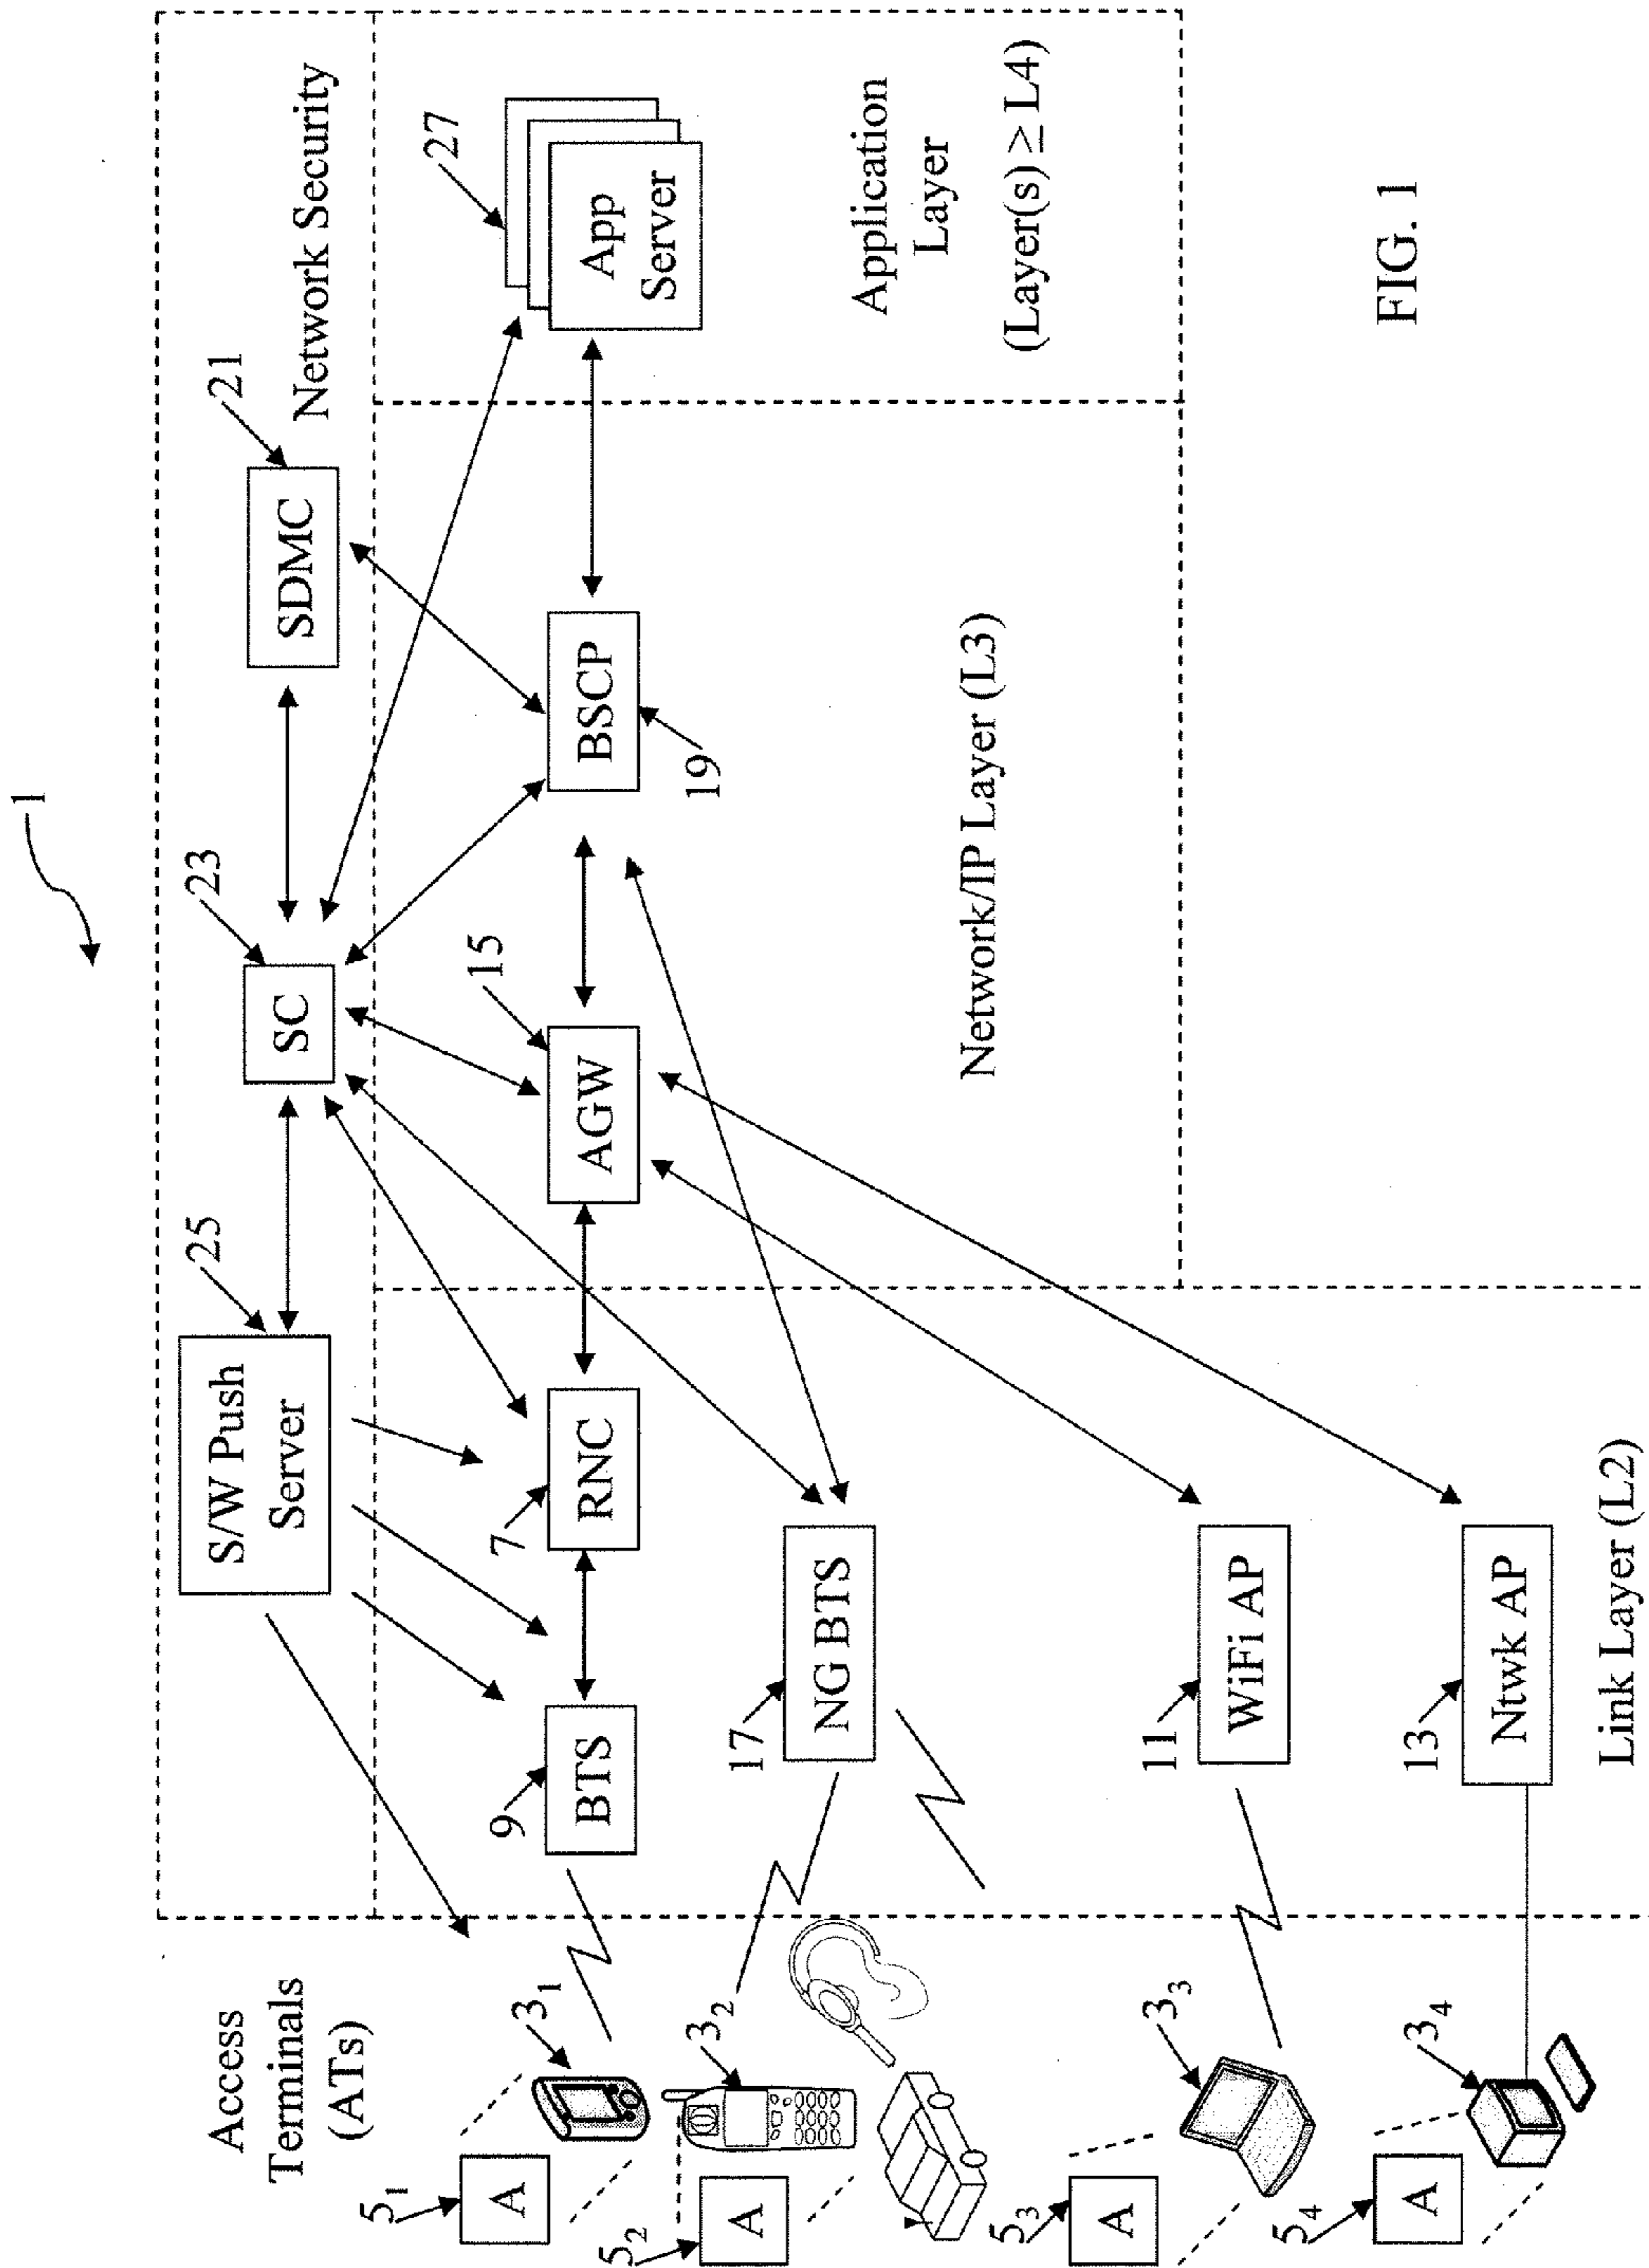 1
Access
Terminals
(ATs)
S/W Push
Server
25
SC
23
SDMC
21
Network Security
5₁
A
3₁
9
BTS
7
RNC
AGW
15
BSCP
19
App
Server
27
5₂
A
3₂
17
NG BTS
5₃
A
3₃
11
WiFi AP
5₄
A
3₄
13
Ntwk AP
Link Layer (L2)
Network/IP Layer (L3)
Application
Layer
(Layer(s) ≥ L4)
FIG. 1